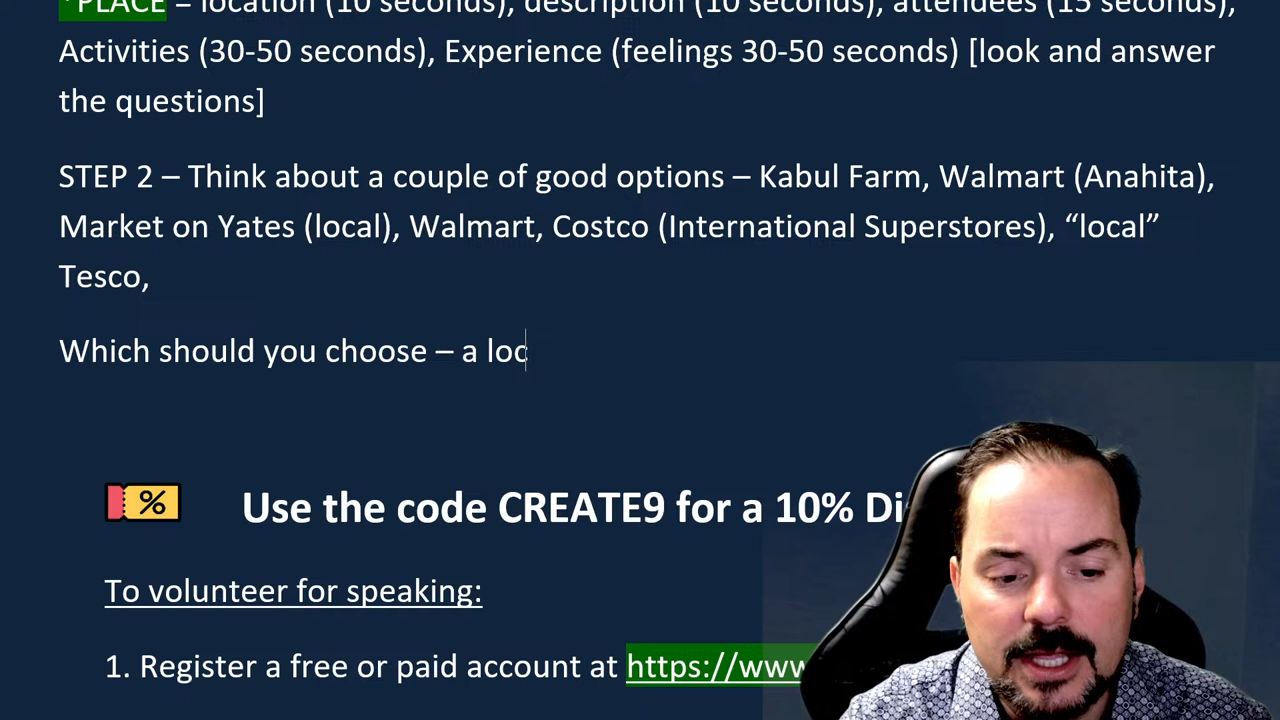 *PLACE = location (10 seconds), description (10 seconds), attendees (15 seconds),
Activities (30-50 seconds), Experience (feelings 30-50 seconds) [look and answer
the questions]
STEP 2 – Think about a couple of good options – Kabul Farm, Walmart (Anahita),
Market on Yates (local), Walmart, Costco (International Superstores), “local”
Tesco,
Which should you choose – a loc
% Use the code CREATE9 for a 10% Di
To volunteer for speaking:
1. Register a free or paid account at https://www